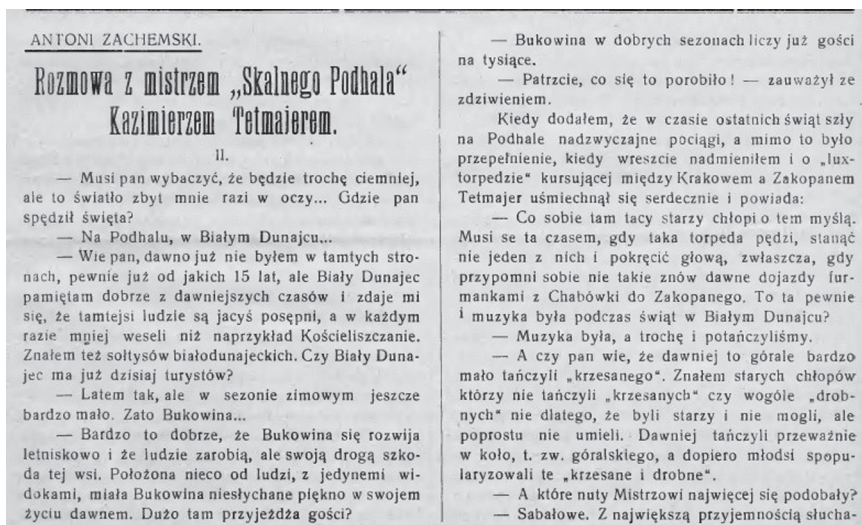 ANTONI ZACHEMSKI.
Rozmowa z mistrzem „Skalnego Podhala“
Kazimierzem Tetmajerem.
II.
— Musi pan wybaczyć, że będzie trochę ciemniej,
ale to światło zbyt mnie razi w oczy... Gdzie pan
spędził święta?
— Na Podhalu, w Białym Dunajcu...
— Wie pan, dawno już nie byłem w tamtych stro-
nach, pewnie już od jakich 15 lat, ale Biały Dunajec
pamiętam dobrze z dawniejszych czasów i zdaje mi
się, że tamtejsi ludzie są jacyś posępni, a w każdym
razie mniej weseli niż naprzykład Kościeliszczanie.
Znałem też sołtysów białodunajeckich. Czy Biały Duna-
jec ma już dzisiaj turystów?
— Latem tak, ale w sezonie zimowym jeszcze
bardzo mało. Zato Bukowina...
— Bardzo to dobrze, że Bukowina się rozwija
letniskowo i że ludzie zarobią, ale swoją drogą szko-
da tej wsi. Położona nieco od ludzi, z jedynemi wi-
dokami, miała Bukowina niesłychane piękno w swojem
życiu dawnem. Dużo tam przyjeżdża gości?
— Bukowina w dobrych sezonach liczy już gości
na tysiące.
— Patrzcie, co się to porobiło! — zauważył ze
zdziwieniem.
Kiedy dodałem, że w czasie ostatnich świąt szły
na Podhale nadzwyczajne pociągi, a mimo to było
przepełnienie, kiedy wreszcie nadmieniłem i o „lux-
torpedzie“ kursującej między Krakowem a Zakopanem
Tetmajer uśmiechnął się serdecznie i powiada:
— Co sobie tam tacy starzy chłopi o tem myślą.
Musi se ta czasem, gdy taka torpeda pędzi, stanąć
nie jeden z nich i pokręcić głową, zwłaszcza, gdy
przypomni sobie nie takie znów dawne dojazdy fur-
mankami z Chabówki do Zakopanego. To ta pewnie
i muzyka była podczas świąt w Białym Dunajcu?
— Muzyka była, a trochę i potańczyliśmy.
— A czy pan wie, że dawniej to górale bardzo
mało tańczyli „krzesanego“. Znałem starych chłopów
którzy nie tańczyli „krzesanych“ czy wogóle „drob-
nych“ nie dlatego, że byli starzy i nie mogli, ale
poprostu nie umieli. Dawniej tańczyli przeważnie
w koło, t. zw. góralskiego, a dopiero młodsi spopu-
laryzowali te „krzesane i drobne“.
— A które nuty Mistrzowi najwięcej się podobały?
— Sabałowe. Z największą przyjemnością słucha-